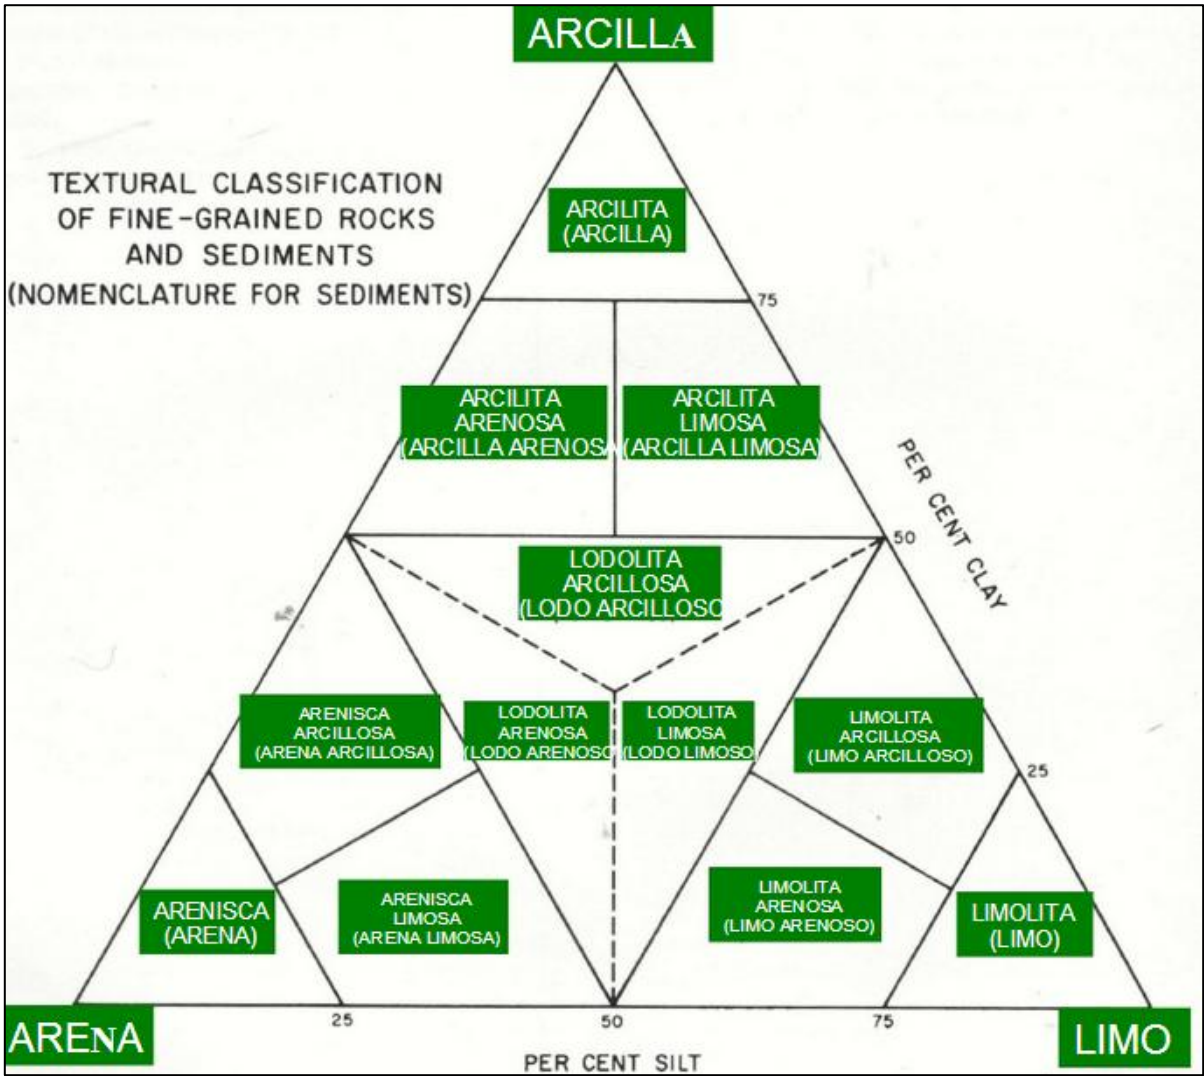 ARCILLA
TEXTURAL CLASSIFICATION
OF FINE-GRAINED ROCKS
AND SEDIMENTS
(NOMENCLATURE FOR SEDIMENTS)
ARCILITA
(ARCILLA)
75
ARCILITA
ARENOSA
(ARCILLA ARENOSA
ARCILITA
LIMOSA
(ARCILLA LIMOSA)
PER CENT CLAY
50
LODOLITA
ARCILLOSA
(LODO ARCILLOSO
ARENISCA
ARCILLOSA
(ARENA ARCILLOSA)
LODOLITA
ARENOSA
(LODO ARENOSO
LODOLITA
LIMOSA
(LODO LIMOSO)
LIMOLITA
ARCILLOSA
(LIMO ARCILLOSO)
25
ARENISCA
(ARENA)
ARENISCA
LIMOSA
(ARENA LIMOSA)
LIMOLITA
ARENOSA
(LIMO ARENOSO)
LIMOLITA
(LIMO)
ARENA
25
50
75
LIMO
PER CENT SILT